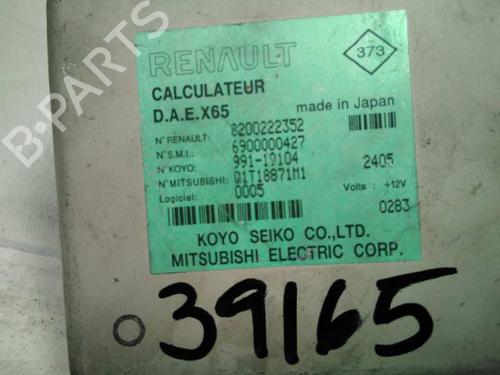 RENAULT
373
CALCULATEUR
D.A.E.X65
made in Japan
N° RENAULT: 8200222352
N° S.M.I.: 6900000427
N° KOYO: 991-19104 2405
N° MITSUBISHI: Q1T18871M1
Logiciel: 0005 Volts : +12V
0283
KOYO SEIKO CO.,LTD.
MITSUBISHI ELECTRIC CORP.
39165
B-PARTS